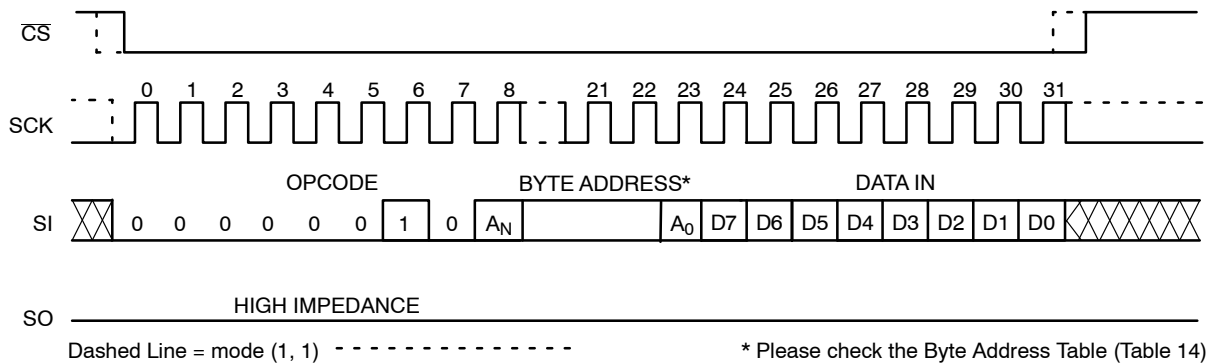 CS
0 1 2 3 4 5 6 7 8 21 22 23 24 25 26 27 28 29 30 31
SCK
OPCODE BYTE ADDRESS* DATA IN
SI 0 0 0 0 0 0 1 0 AN A0 D7 D6 D5 D4 D3 D2 D1 D0
HIGH IMPEDANCE
SO
Dashed Line = mode (1, 1) * Please check the Byte Address Table (Table 14)